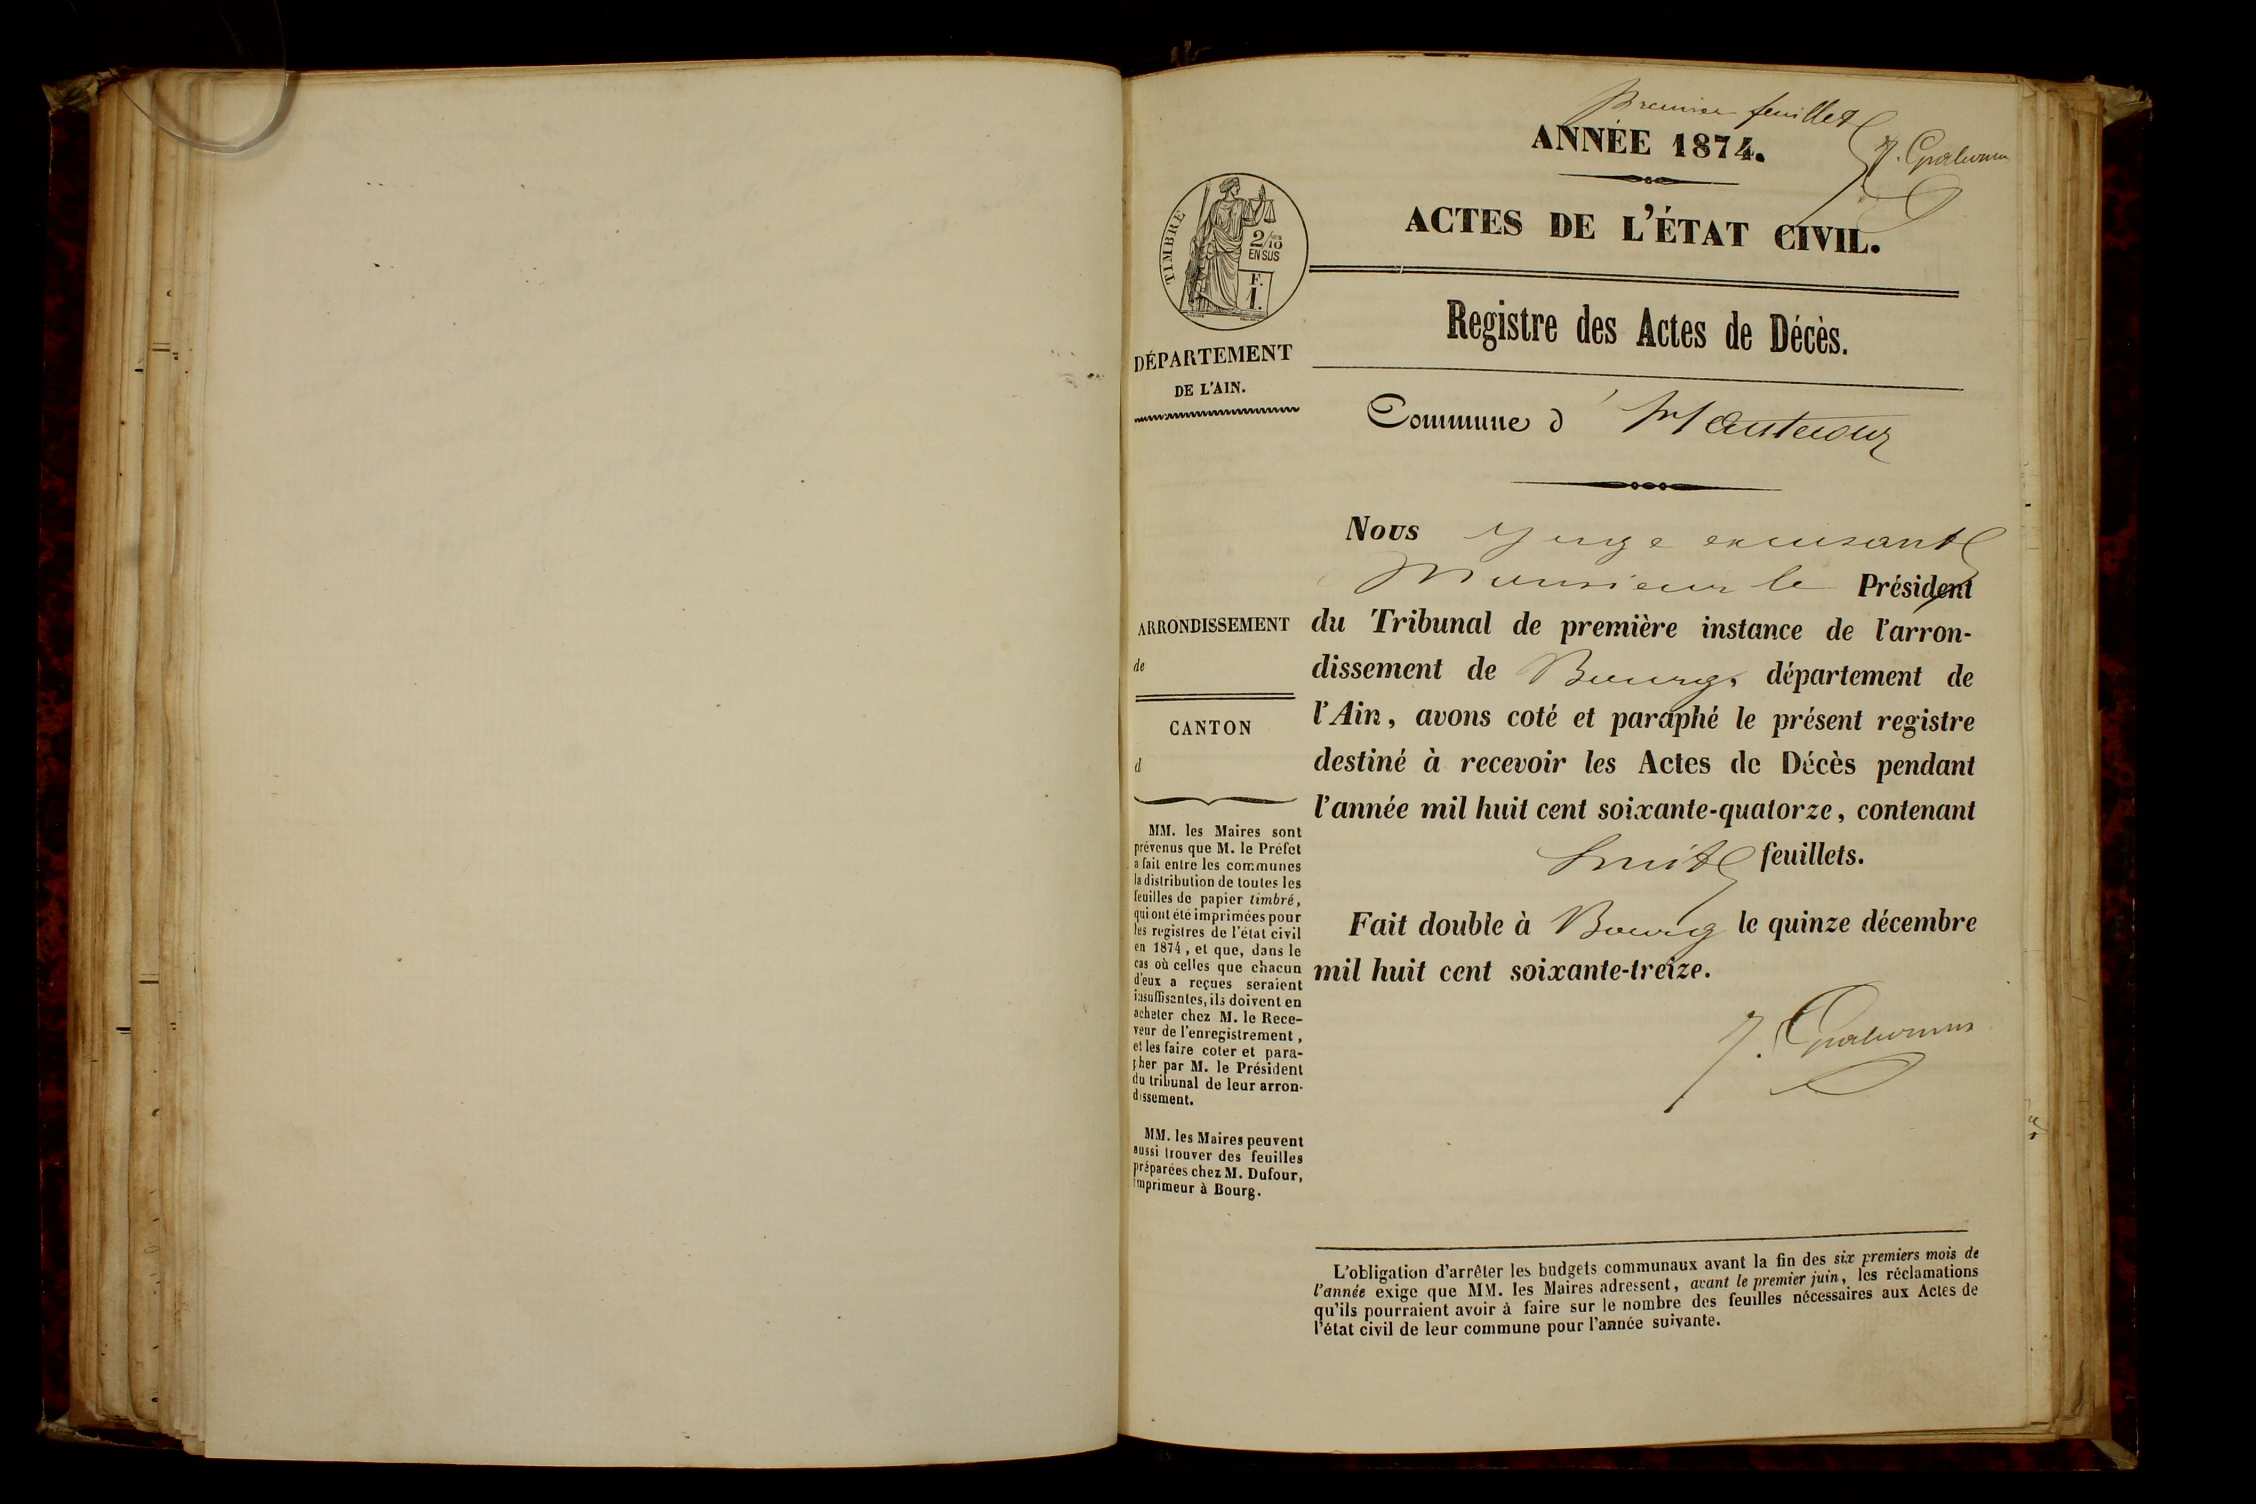 premier feuillet
ANNÉE 1874.
ACTES DE L'ÉTAT CIVIL.
TIMBRE
2/10
EN SUS
F.
1.
Registre des Actes de Décès.
DÉPARTEMENT
DE L'AIN.
Commune d' hautecour
Nous juge excusant
Monsieur le Président
du Tribunal de première instance de l'arron-
dissement de Bourg, département de
l'Ain, avons coté et paraphé le présent registre
destiné à recevoir les Actes de Décès pendant
l'année mil huit cent soixante-quatorze, contenant
huit feuillets.
Fait double à Bourg le quinze décembre
mil huit cent soixante-treize.
ARRONDISSEMENT
de
CANTON
d
MM. les Maires sont
prévenus que M. le Préfet
a fait entre les communes
la distribution de toutes les
feuilles de papier timbré,
qui ont été imprimées pour
les registres de l'état civil
en 1874, et que, dans le
cas où celles que chacun
d'eux a reçues seraient
insuffisantes, ils doivent en
acheter chez M. le Rece-
veur de l'enregistrement,
et les faire coter et para-
pher par M. le Président
du tribunal de leur arron-
dissement.
MM. les Maires peuvent
aussi trouver des feuilles
préparées chez M. Dufour,
imprimeur à Bourg.
L'obligation d'arrêter les budgets communaux avant la fin des six premiers mois de
l'année exige que MM. les Maires adressent, avant le premier juin, les réclamations
qu'ils pourraient avoir à faire sur le nombre des feuilles nécessaires aux Actes de
l'état civil de leur commune pour l'année suivante.